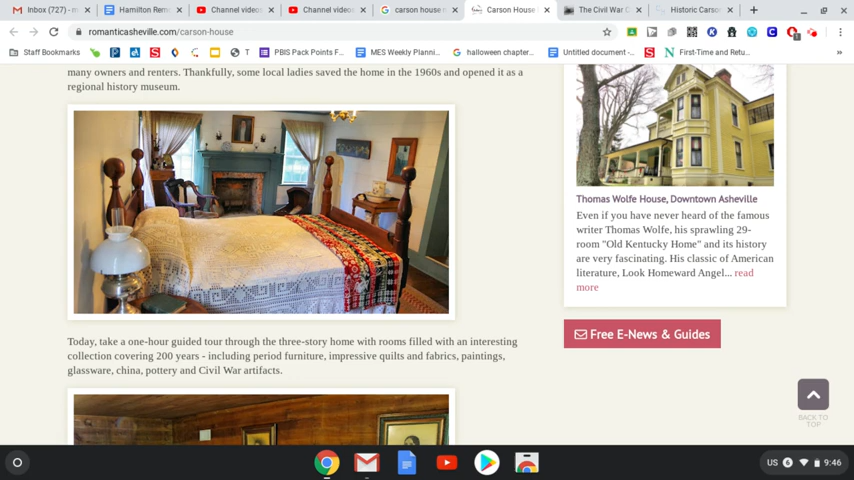 Inbox (727) - m
Hamilton Rem
Channel videos
Channel videos
carson house n
Carson House
The Civil War C
Historic Carson
romanticasheville.com/carson-house
Staff Bookmarks
T
PBIS Pack Points F...
MES Weekly Planni...
halloween chapter...
Untitled document -...
First-Time and Retu...
many owners and renters. Thankfully, some local ladies saved the home in the 1960s and opened it as a
regional history museum.
Today, take a one-hour guided tour through the three-story home with rooms filled with an interesting
collection covering 200 years - including period furniture, impressive quilts and fabrics, paintings,
glassware, china, pottery and Civil War artifacts.
Thomas Wolfe House, Downtown Asheville
Even if you have never heard of the famous
writer Thomas Wolfe, his sprawling 29-
room "Old Kentucky Home" and its history
are very fascinating. His classic of American
literature, Look Homeward Angel... read
more
Free E-News & Guides
BACK TO
TOP
US 6 9:46